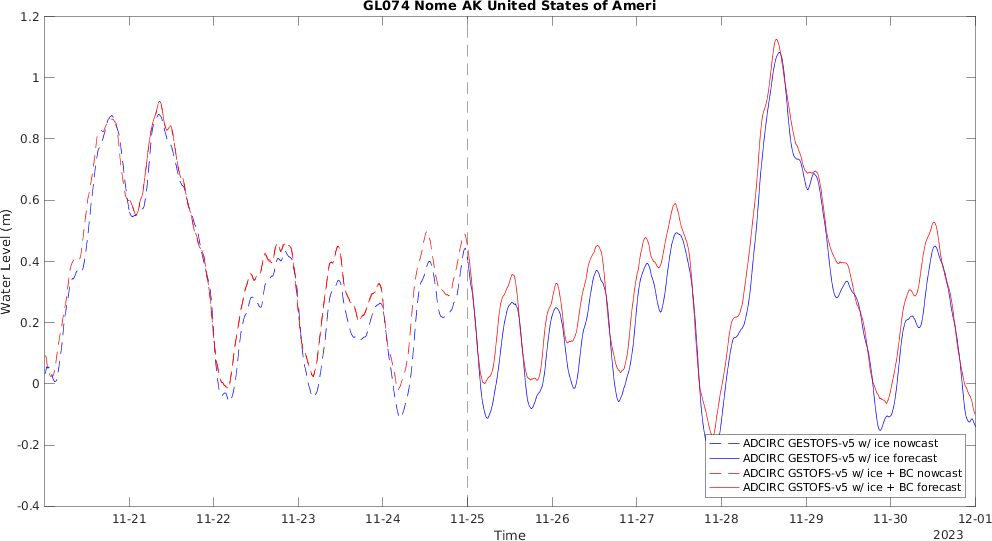 GL074 Nome AK United States of Ameri
1.2
1
0.8
0.6
0.4
0.2
0
-0.2
-0.4
Water Level (m)
ADCIRC GESTOFS-v5 w/ ice nowcast
ADCIRC GESTOFS-v5 w/ ice forecast
ADCIRC GSTOFS-v5 w/ ice + BC nowcast
ADCIRC GSTOFS-v5 w/ ice + BC forecast
11-21 11-22 11-23 11-24 11-25 11-26 11-27 11-28 11-29 11-30 12-01
Time
2023